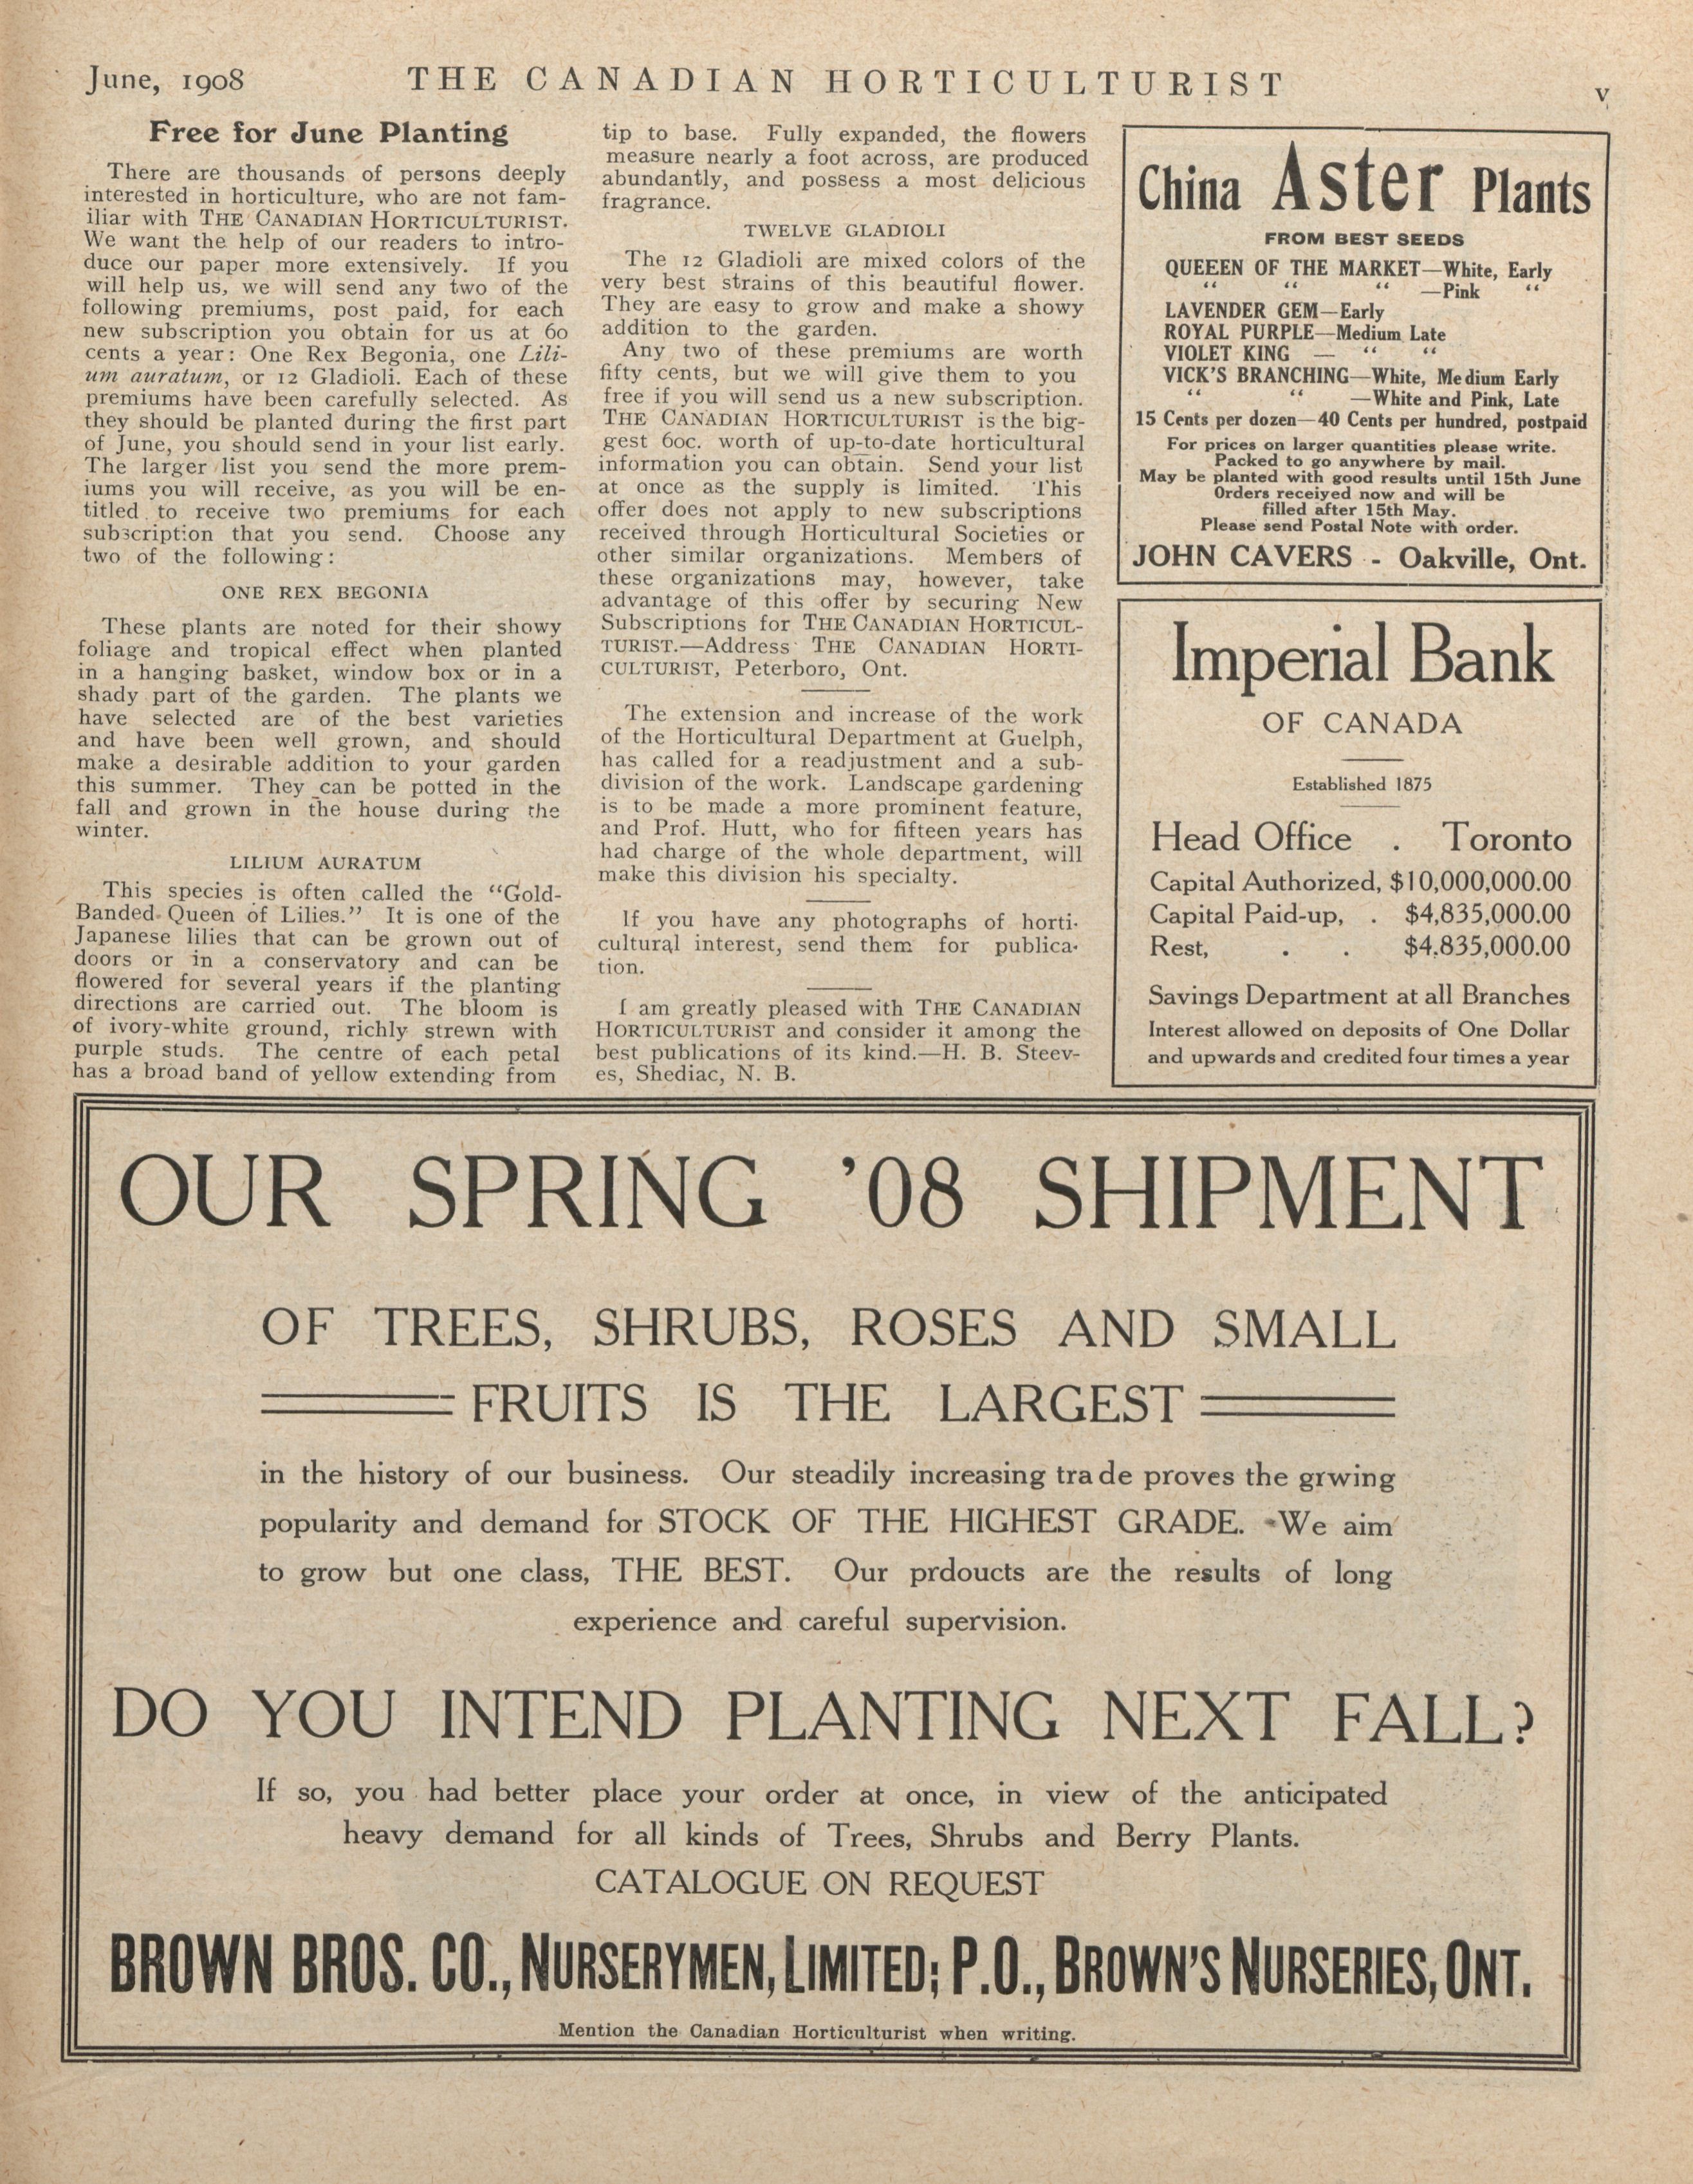 June, 1908
THE CANADIAN HORTICULTURIST
v
Free for June Planting
There are thousands of persons deeply
interested in horticulture, who are not fam-
iliar with THE CANADIAN HORTICULTURIST.
We want the help of our readers to intro-
duce our paper more extensively. If you
will help us, we will send any two of the
following premiums, post paid, for each
new subscription you obtain for us at 60
cents a year: One Rex Begonia, one Lili-
um auratum, or 12 Gladioli. Each of these
premiums have been carefully selected. As
they should be planted during the first part
of June, you should send in your list early.
The larger list you send the more prem-
iums you will receive, as you will be en-
titled to receive two premiums for each
subscription that you send. Choose any
two of the following:
ONE REX BEGONIA
These plants are noted for their showy
foliage and tropical effect when planted
in a hanging basket, window box or in a
shady part of the garden. The plants we
have selected are of the best varieties
and have been well grown, and should
make a desirable addition to your garden
this summer. They can be potted in the
fall and grown in the house during the
winter.
LILIUM AURATUM
This species is often called the "Gold-
Banded Queen of Lilies." It is one of the
Japanese lilies that can be grown out of
doors or in a conservatory and can be
flowered for several years if the planting
directions are carried out. The bloom is
of ivory-white ground, richly strewn with
purple studs. The centre of each petal
has a broad band of yellow extending from
tip to base. Fully expanded, the flowers
measure nearly a foot across, are produced
abundantly, and possess a most delicious
fragrance.
TWELVE GLADIOLI
The 12 Gladioli are mixed colors of the
very best strains of this beautiful flower.
They are easy to grow and make a showy
addition to the garden.
Any two of these premiums are worth
fifty cents, but we will give them to you
free if you will send us a new subscription.
THE CANADIAN HORTICULTURIST is the big-
gest 60c. worth of up-to-date horticultural
information you can obtain. Send your list
at once as the supply is limited. This
offer does not apply to new subscriptions
received through Horticultural Societies or
other similar organizations. Members of
these organizations may, however, take
advantage of this offer by securing New
Subscriptions for THE CANADIAN HORTICUL-
TURIST.—Address THE CANADIAN HORTI-
CULTURIST, Peterboro, Ont.
The extension and increase of the work
of the Horticultural Department at Guelph,
has called for a readjustment and a sub-
division of the work. Landscape gardening
is to be made a more prominent feature,
and Prof. Hutt, who for fifteen years has
had charge of the whole department, will
make this division his specialty.
If you have any photographs of horti-
cultural interest, send them for publica-
tion.
I am greatly pleased with THE CANADIAN
HORTICULTURIST and consider it among the
best publications of its kind.—H. B. Steev-
es, Shediac, N. B.
China Aster Plants
FROM BEST SEEDS
QUEEEN OF THE MARKET—White, Early
" " " —Pink "
LAVENDER GEM—Early
ROYAL PURPLE—Medium Late
VIOLET KING — " "
VICK'S BRANCHING—White, Medium Early
" " —White and Pink, Late
15 Cents per dozen—40 Cents per hundred, postpaid
For prices on larger quantities please write.
Packed to go anywhere by mail.
May be planted with good results until 15th June
Orders received now and will be
filled after 15th May.
Please send Postal Note with order.
JOHN CAVERS - Oakville, Ont.
Imperial Bank
OF CANADA
Established 1875
Head Office . Toronto
Capital Authorized, $10,000,000.00
Capital Paid-up, . $4,835,000.00
Rest, . . $4.835,000.00
Savings Department at all Branches
Interest allowed on deposits of One Dollar
and upwards and credited four times a year
OUR SPRING '08 SHIPMENT
OF TREES, SHRUBS, ROSES AND SMALL
FRUITS IS THE LARGEST
in the history of our business. Our steadily increasing trade proves the grwing
popularity and demand for STOCK OF THE HIGHEST GRADE. We aim
to grow but one class, THE BEST. Our prdoucts are the results of long
experience and careful supervision.
DO YOU INTEND PLANTING NEXT FALL?
If so, you had better place your order at once, in view of the anticipated
heavy demand for all kinds of Trees, Shrubs and Berry Plants.
CATALOGUE ON REQUEST
BROWN BROS. CO., NURSERYMEN, LIMITED; P.O., BROWN'S NURSERIES, ONT.
Mention the Canadian Horticulturist when writing.